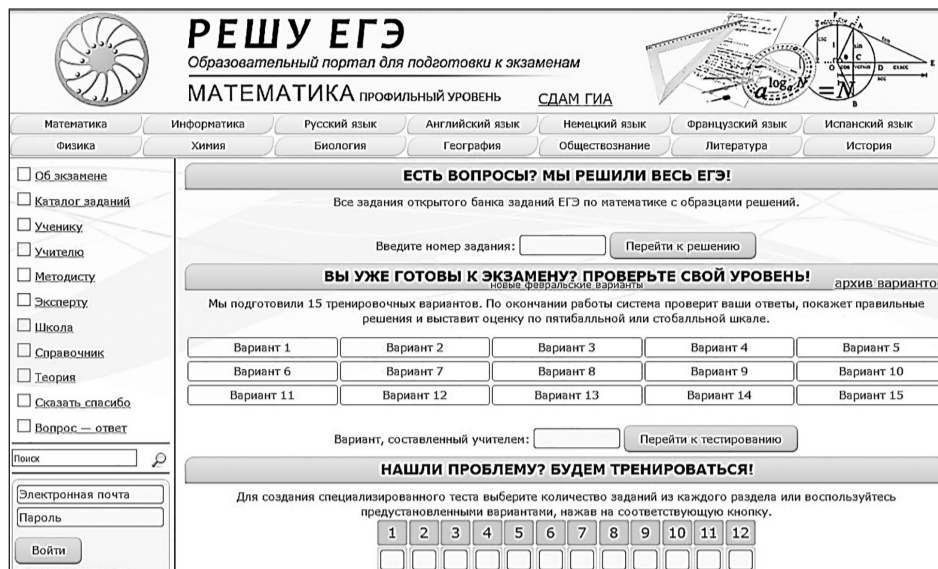 РЕШУ ЕГЭ
Образовательный портал для подготовки к экзаменам
МАТЕМАТИКА ПРОФИЛЬНЫЙ УРОВЕНЬ СДАМ ГИА
Математика Информатика Русский язык Английский язык Немецкий язык Французский язык Испанский язык
Физика Химия Биология География Обществознание Литература История
Об экзамене
Каталог заданий
Ученику
Учителю
Методисту
Эксперту
Школа
Справочник
Теория
Сказать спасибо
Вопрос — ответ
Поиск
Электронная почта
Пароль
Войти
ЕСТЬ ВОПРОСЫ? МЫ РЕШИЛИ ВЕСЬ ЕГЭ!
Все задания открытого банка заданий ЕГЭ по математике с образцами решений.
Введите номер задания: Перейти к решению
ВЫ УЖЕ ГОТОВЫ К ЭКЗАМЕНУ? ПРОВЕРЬТЕ СВОЙ УРОВЕНЬ!
новые февральские варианты архив варианто
Мы подготовили 15 тренировочных вариантов. По окончании работы система проверит ваши ответы, покажет правильные
решения и выставит оценку по пятибалльной или стобалльной шкале.
Вариант 1 Вариант 2 Вариант 3 Вариант 4 Вариант 5
Вариант 6 Вариант 7 Вариант 8 Вариант 9 Вариант 10
Вариант 11 Вариант 12 Вариант 13 Вариант 14 Вариант 15
Вариант, составленный учителем: Перейти к тестированию
НАШЛИ ПРОБЛЕМУ? БУДЕМ ТРЕНИРОВАТЬСЯ!
Для создания специализированного теста выберите количество заданий из каждого раздела или воспользуйтесь
предустановленными вариантами, нажав на соответствующую кнопку.
1 2 3 4 5 6 7 8 9 10 11 12